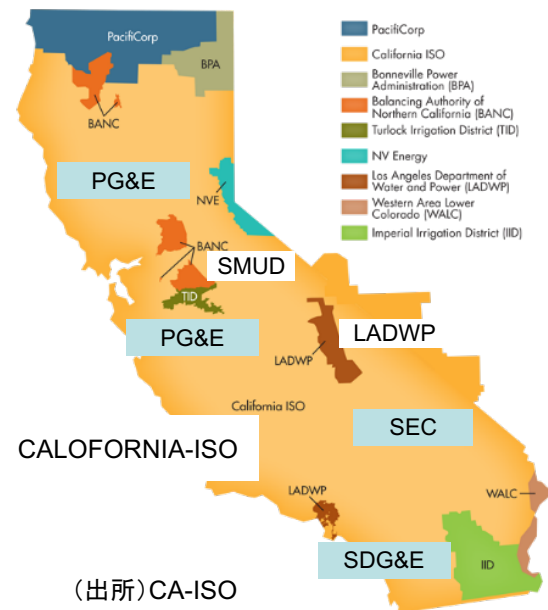 PacifiCorp
BPA
BANC
PG&E
NVE
BANC
SMUD
TID
PG&E
LADWP
LADWP
California ISO
SEC
CALOFORNIA-ISO
LADWP
WALC
SDG&E
IID
（出所）CA-ISO
PacifiCorp
California ISO
Bonneville Power
Administration (BPA)
Balancing Authority of
Northern California (BANC)
Turlock Irrigation District (TID)
NV Energy
Los Angeles Department of
Water and Power (LADWP)
Western Area Lower
Colorado (WALC)
Imperial Irrigation District (IID)